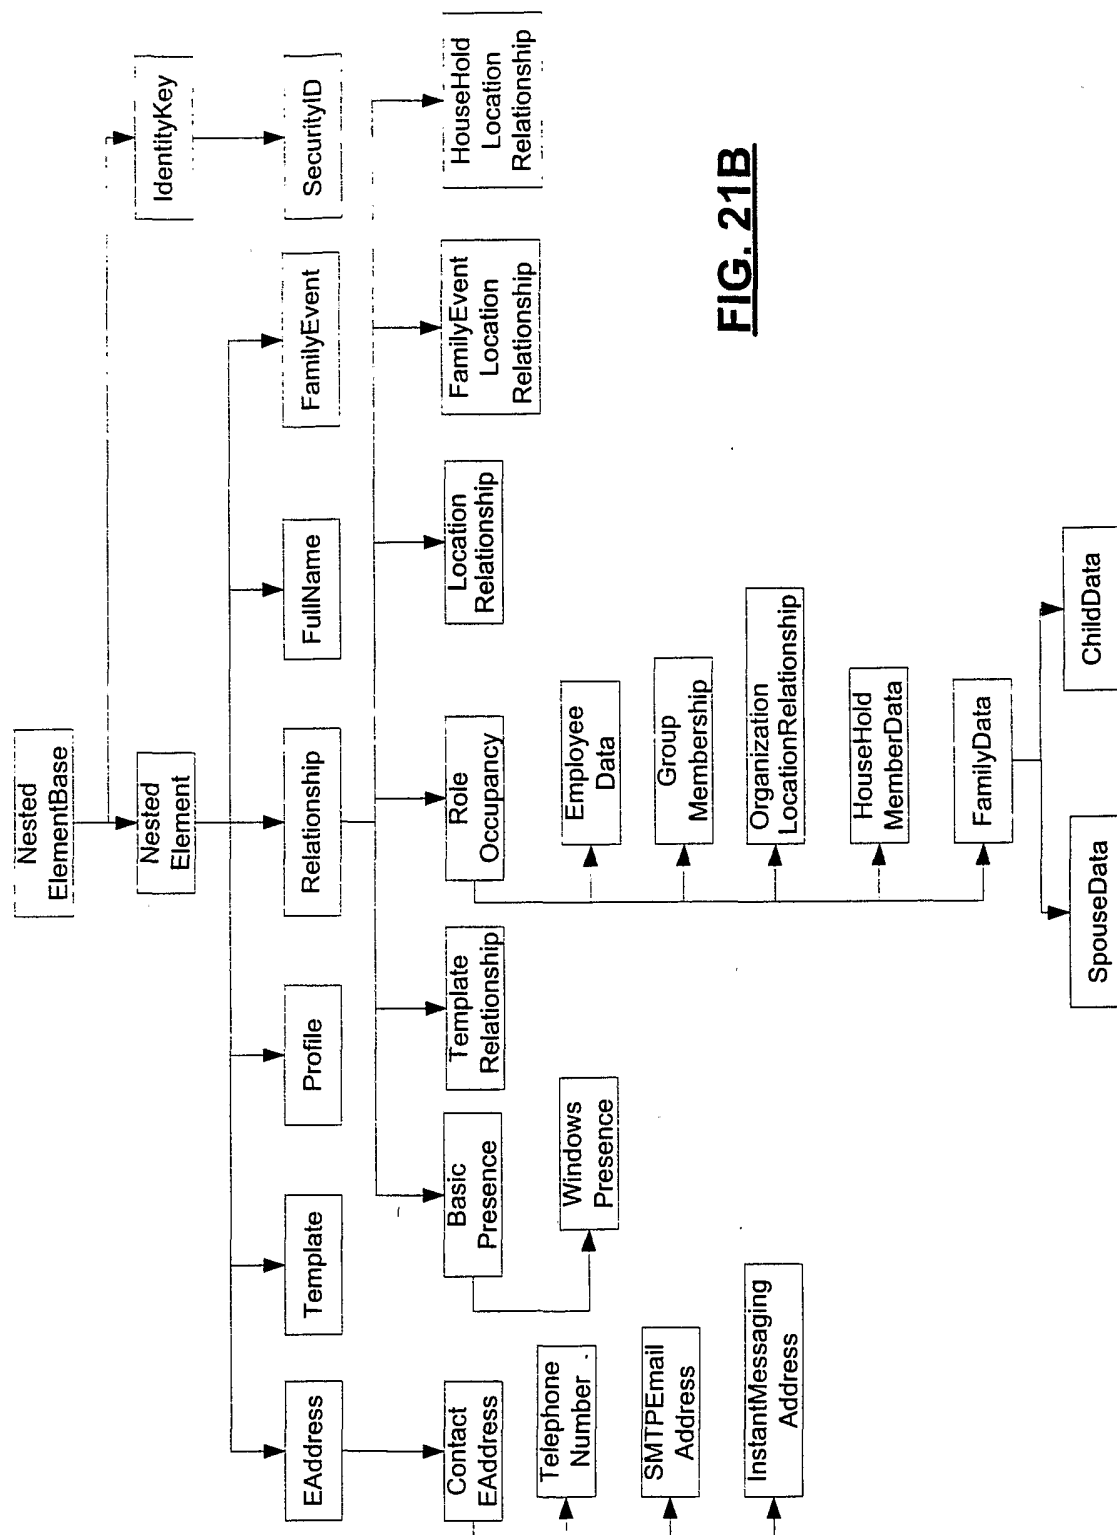 Nested
ElementBase
Nested
Element
IdentityKey
EAddress
Template
Profile
Relationship
FullName
FamilyEvent
SecurityID
Contact
EAddress
Basic
Presence
Template
Relationship
Role
Occupancy
Location
Relationship
FamilyEvent
Location
Relationship
HouseHold
Location
Relationship
Telephone
Number
Windows
Presence
Employee
Data
SMTPEmail
Address
Group
Membership
InstantMessaging
Address
Organization
LocationRelationship
HouseHold
MemberData
FamilyData
SpouseData
ChildData
FIG. 21B